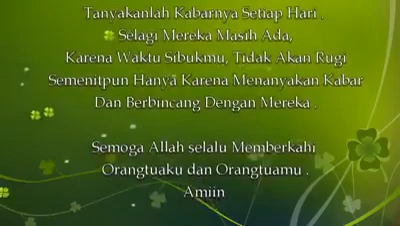 Tanyakanlah Kabarnya Setiap Hari .
Selagi Mereka Masih Ada,
Karena Waktu Sibukmu, Tidak Akan Rugi
Semenitpun Hanya Karena Menanyakan Kabar
Dan Berbincang Dengan Mereka .
Semoga Allah selalu Memberkahi
Orangtuaku dan Orangtuamu .
Amiin